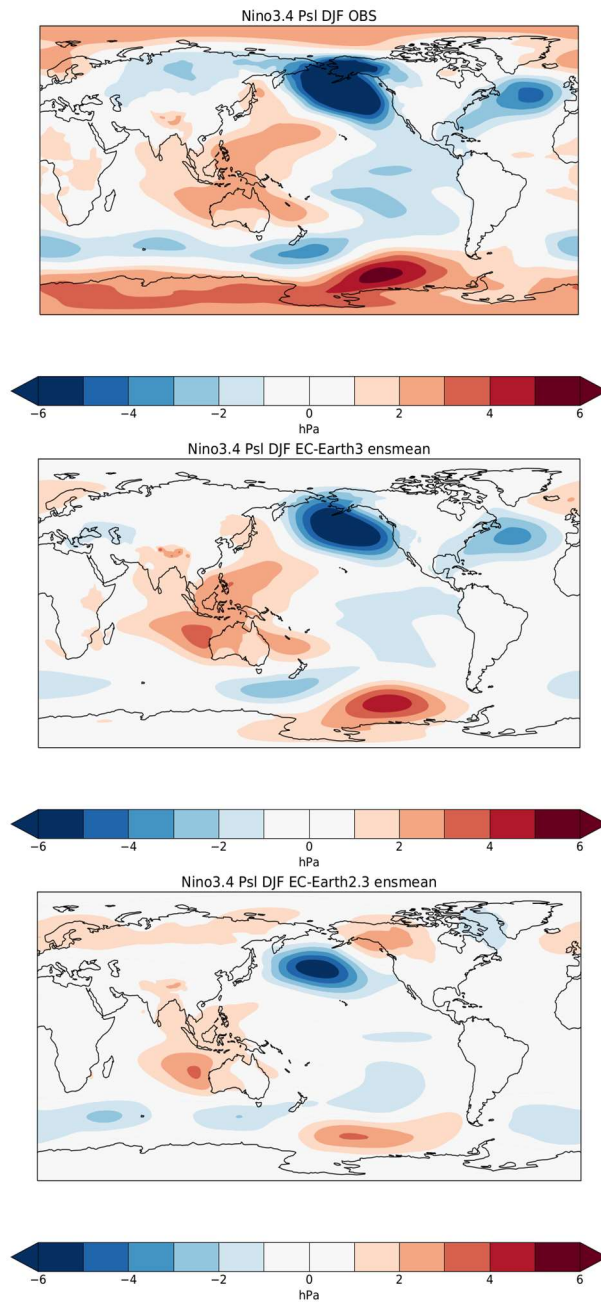 Nino3.4 Psl DJF OBS
−6 −4 −2 0 2 4 6
hPa
Nino3.4 Psl DJF EC-Earth3 ensmean
−6 −4 −2 0 2 4 6
hPa
Nino3.4 Psl DJF EC-Earth2.3 ensmean
−6 −4 −2 0 2 4 6
hPa